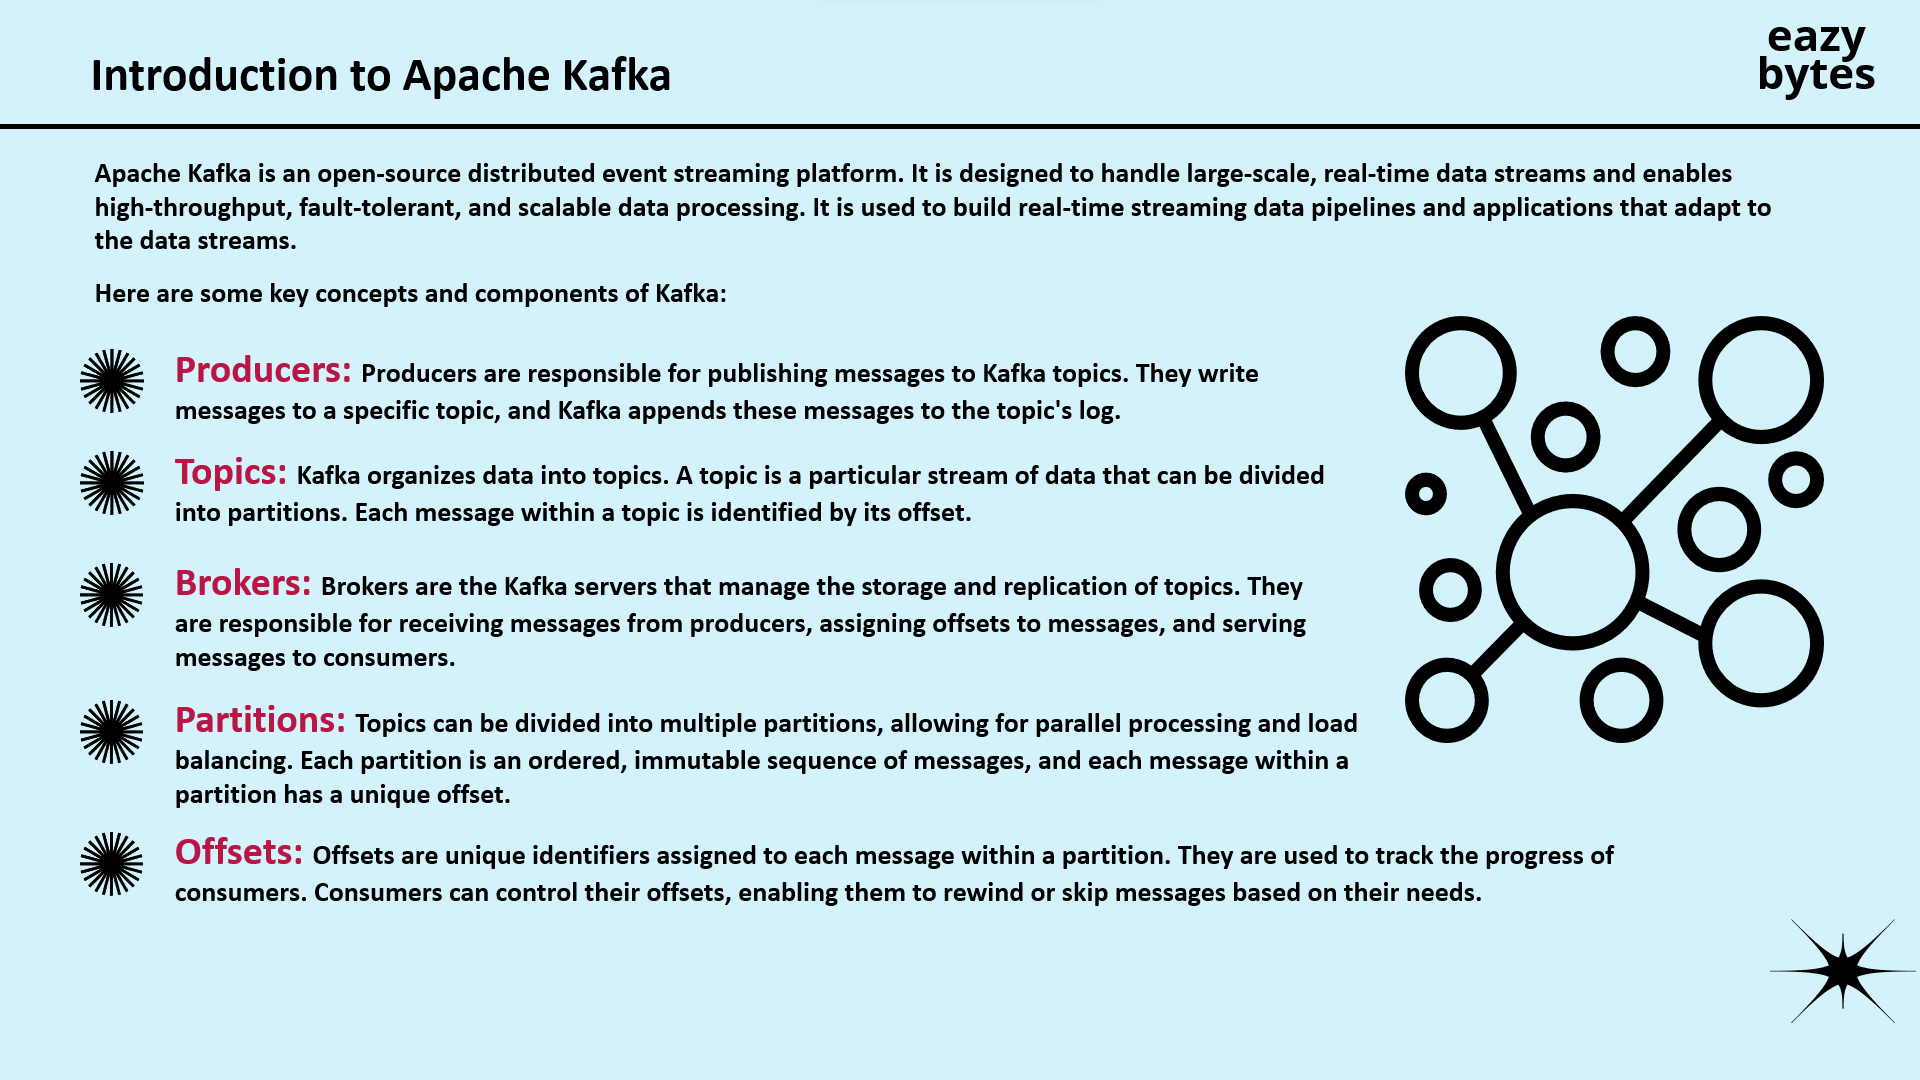 Introduction to Apache Kafka
eazy
bytes
Apache Kafka is an open-source distributed event streaming platform. It is designed to handle large-scale, real-time data streams and enables
high-throughput, fault-tolerant, and scalable data processing. It is used to build real-time streaming data pipelines and applications that adapt to
the data streams.
Here are some key concepts and components of Kafka:
Producers: Producers are responsible for publishing messages to Kafka topics. They write
messages to a specific topic, and Kafka appends these messages to the topic's log.
Topics: Kafka organizes data into topics. A topic is a particular stream of data that can be divided
into partitions. Each message within a topic is identified by its offset.
Brokers: Brokers are the Kafka servers that manage the storage and replication of topics. They
are responsible for receiving messages from producers, assigning offsets to messages, and serving
messages to consumers.
Partitions: Topics can be divided into multiple partitions, allowing for parallel processing and load
balancing. Each partition is an ordered, immutable sequence of messages, and each message within a
partition has a unique offset.
Offsets: Offsets are unique identifiers assigned to each message within a partition. They are used to track the progress of
consumers. Consumers can control their offsets, enabling them to rewind or skip messages based on their needs.